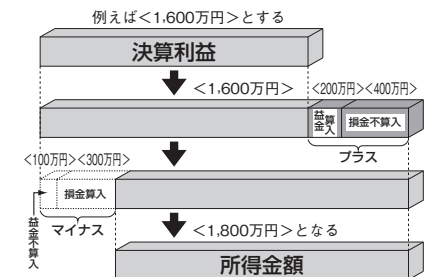 例えば<1,600万円>とする
決算利益
<1,600万円>
<200万円><400万円>
益金算入
損金不算入
プラス
<100万円><300万円>
損金算入
益金不算入
マイナス
<1,800万円>となる
所得金額